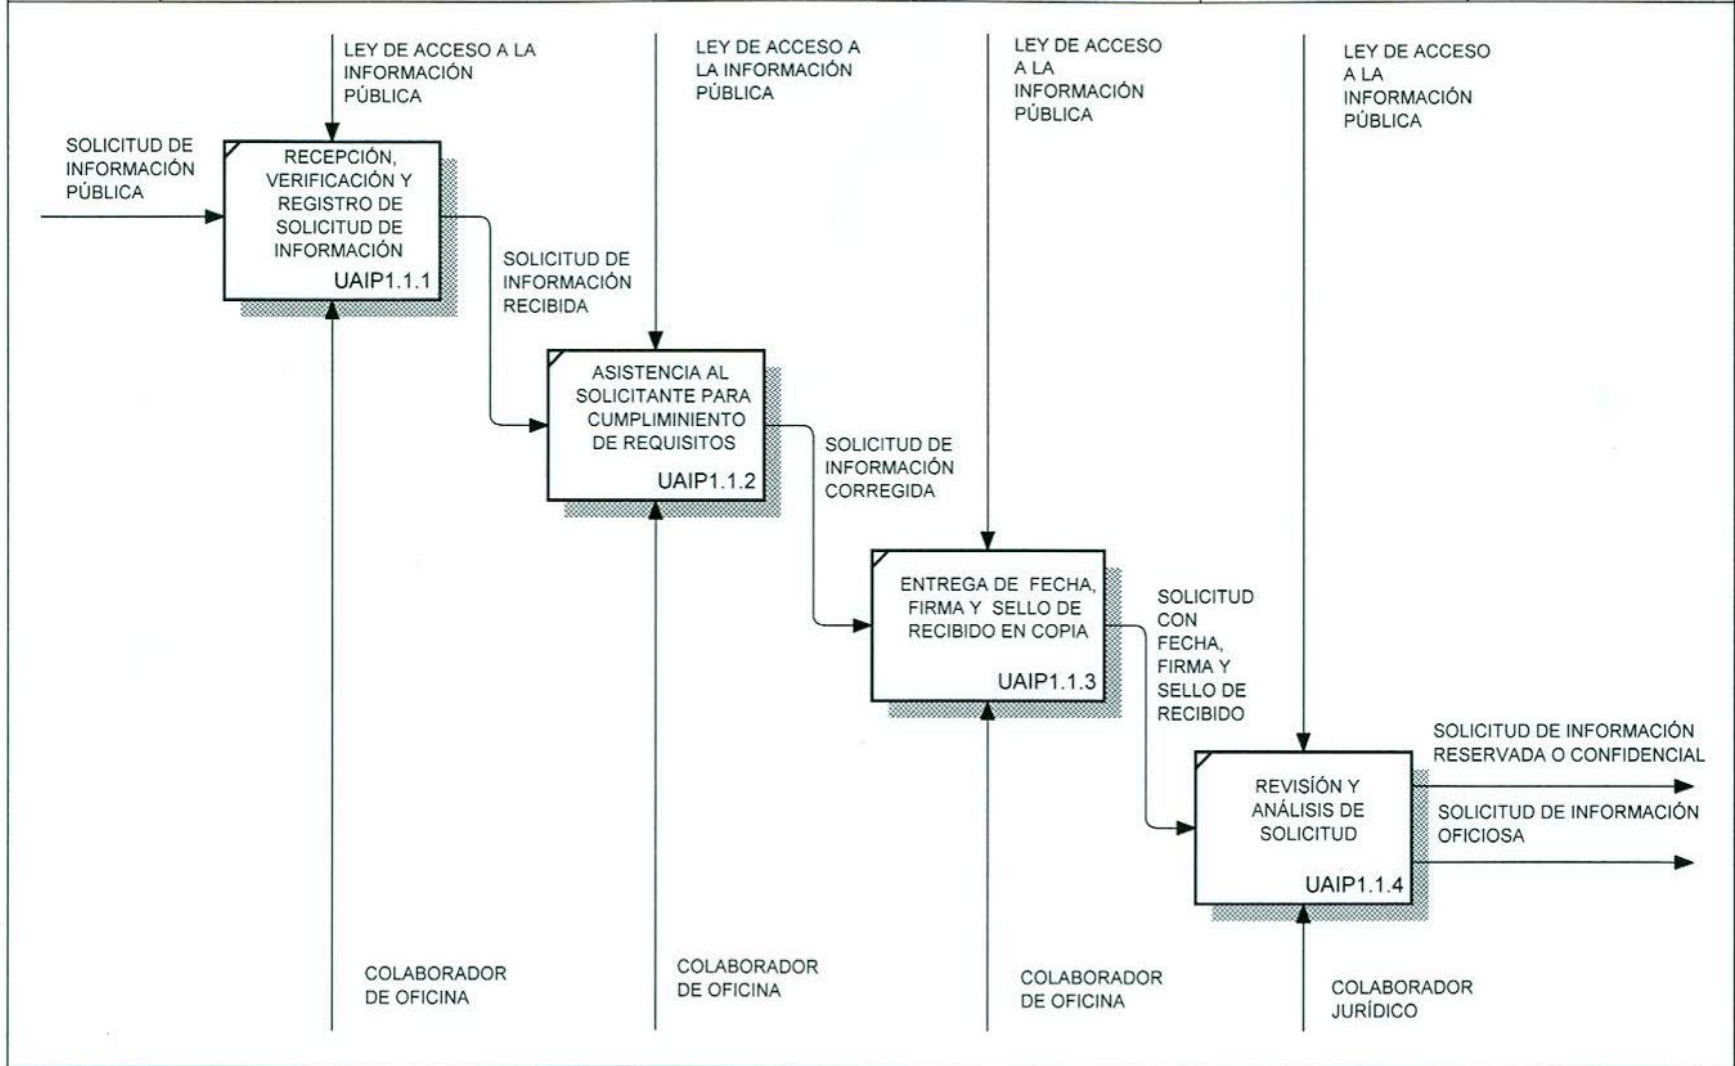 LEY DE ACCESO A LA
INFORMACIÓN
PÚBLICA
LEY DE ACCESO A
LA INFORMACIÓN
PÚBLICA
LEY DE ACCESO
A LA
INFORMACIÓN
PÚBLICA
LEY DE ACCESO
A LA
INFORMACIÓN
PÚBLICA
SOLICITUD DE
INFORMACIÓN
PÚBLICA
RECEPCIÓN,
VERIFICACIÓN Y
REGISTRO DE
SOLICITUD DE
INFORMACIÓN
UAIP1.1.1
SOLICITUD DE
INFORMACIÓN
RECIBIDA
ASISTENCIA AL
SOLICITANTE PARA
CUMPLIMINIENTO
DE REQUISITOS
UAIP1.1.2
SOLICITUD DE
INFORMACIÓN
CORREGIDA
ENTREGA DE FECHA,
FIRMA Y SELLO DE
RECIBIDO EN COPIA
UAIP1.1.3
SOLICITUD
CON
FECHA,
FIRMA Y
SELLO DE
RECIBIDO
REVISÍÓN Y
ANÁLISIS DE
SOLICITUD
UAIP1.1.4
SOLICITUD DE INFORMACIÓN
RESERVADA O CONFIDENCIAL
SOLICITUD DE INFORMACIÓN
OFICIOSA
COLABORADOR
DE OFICINA
COLABORADOR
DE OFICINA
COLABORADOR
DE OFICINA
COLABORADOR
JURÍDICO